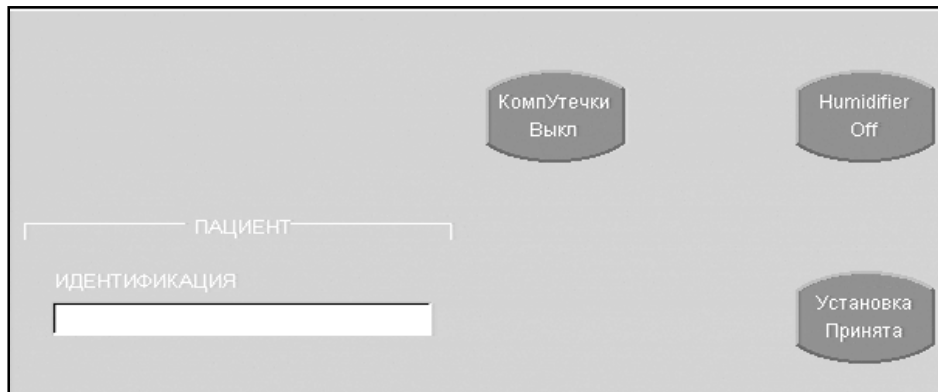 КомпУтечки
Выкл
Humidifier
Off
ПАЦИЕНТ
ИДЕНТИФИКАЦИЯ
Установка
Принята